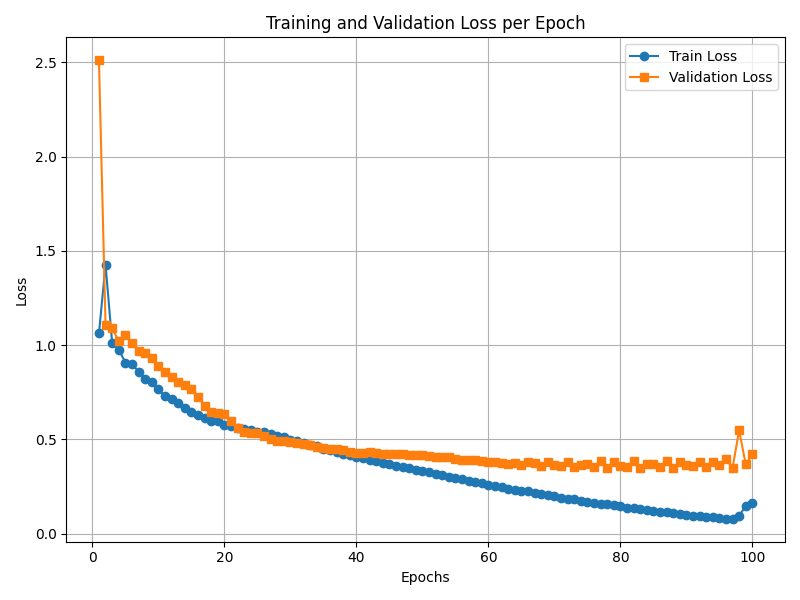 Training and Validation Loss per Epoch
Train Loss
Validation Loss
2.5
2.0
1.5
1.0
0.5
0.0
Loss
0 20 40 60 80 100
Epochs